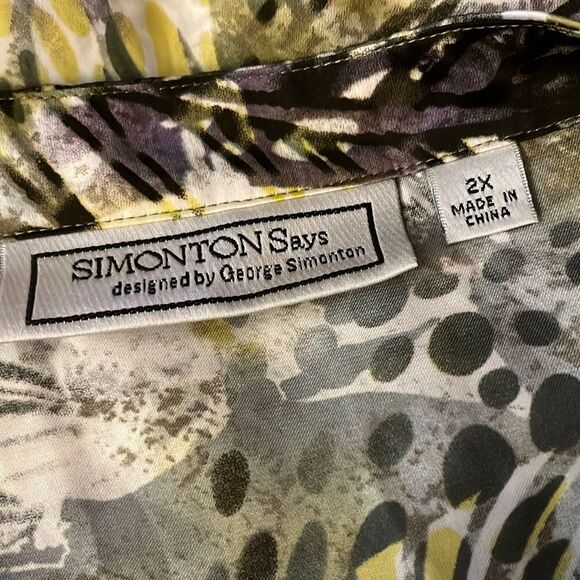 SIMONTON Says
designed by George Simonton
2X
MADE IN
CHINA